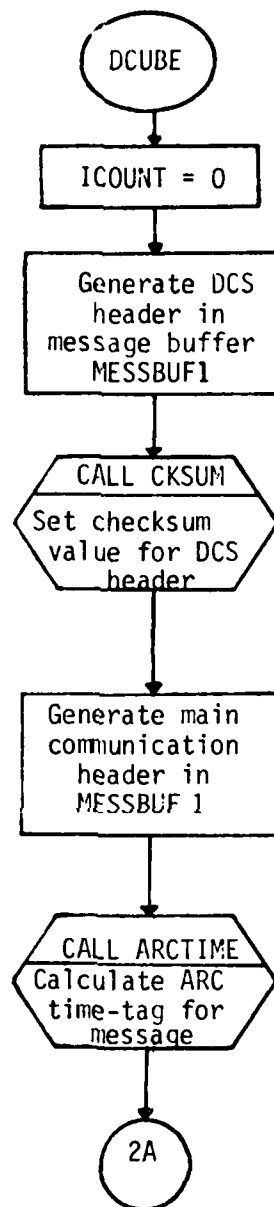 DCUBE
ICOUNT = 0
Generate DCS
header in
message buffer
MESSBUF1
CALL CKSUM
Set checksum
value for DCS
header
Generate main
communication
header in
MESSBUF 1
CALL ARCTIME
Calculate ARC
time-tag for
message
2A